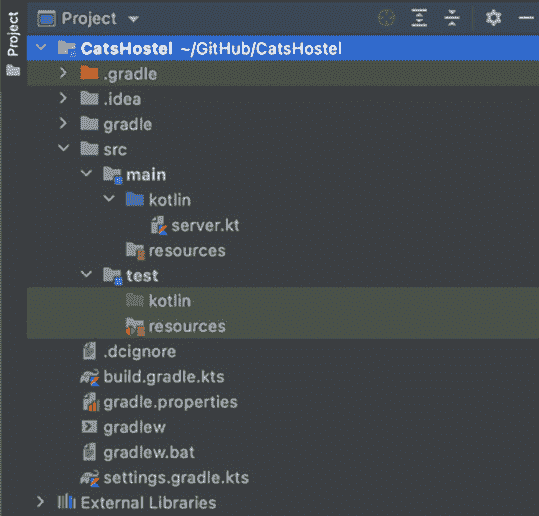 Project
Project
CatsHostel ~/GitHub/CatsHostel
.gradle
.idea
gradle
src
main
kotlin
server.kt
resources
test
kotlin
resources
.dcignore
build.gradle.kts
gradle.properties
gradlew
gradlew.bat
settings.gradle.kts
External Libraries